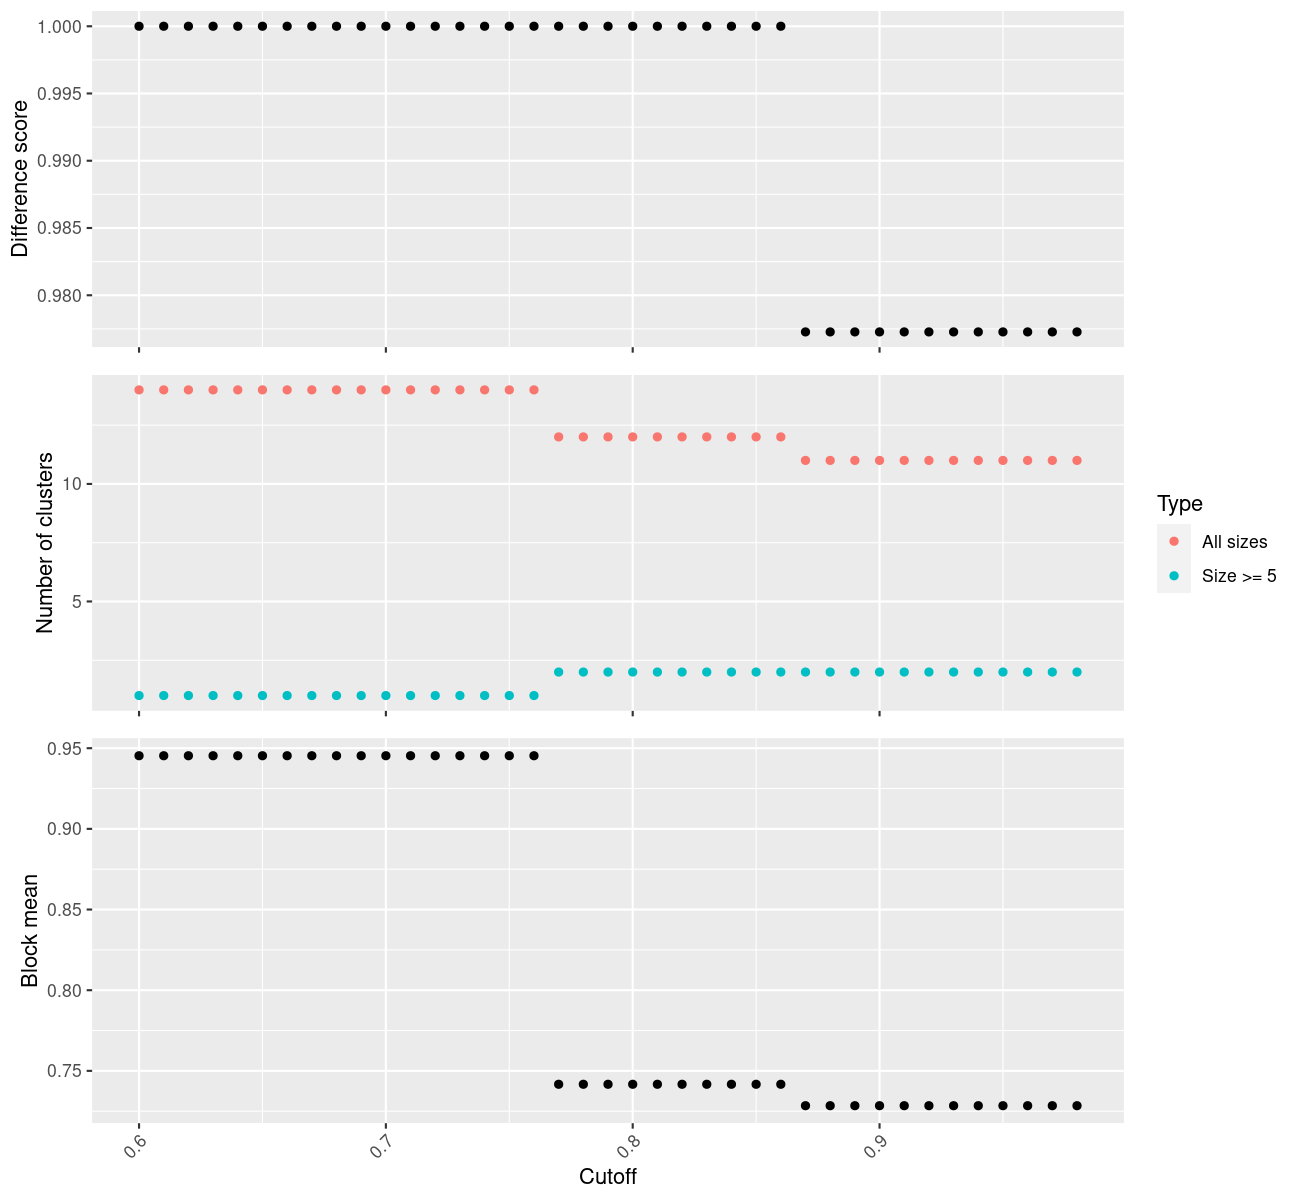 Difference score
1.000
0.995
0.990
0.985
0.980
Number of clusters
10
5
Type
All sizes
Size >= 5
Block mean
0.95
0.90
0.85
0.80
0.75
0.6
0.7
0.8
0.9
Cutoff